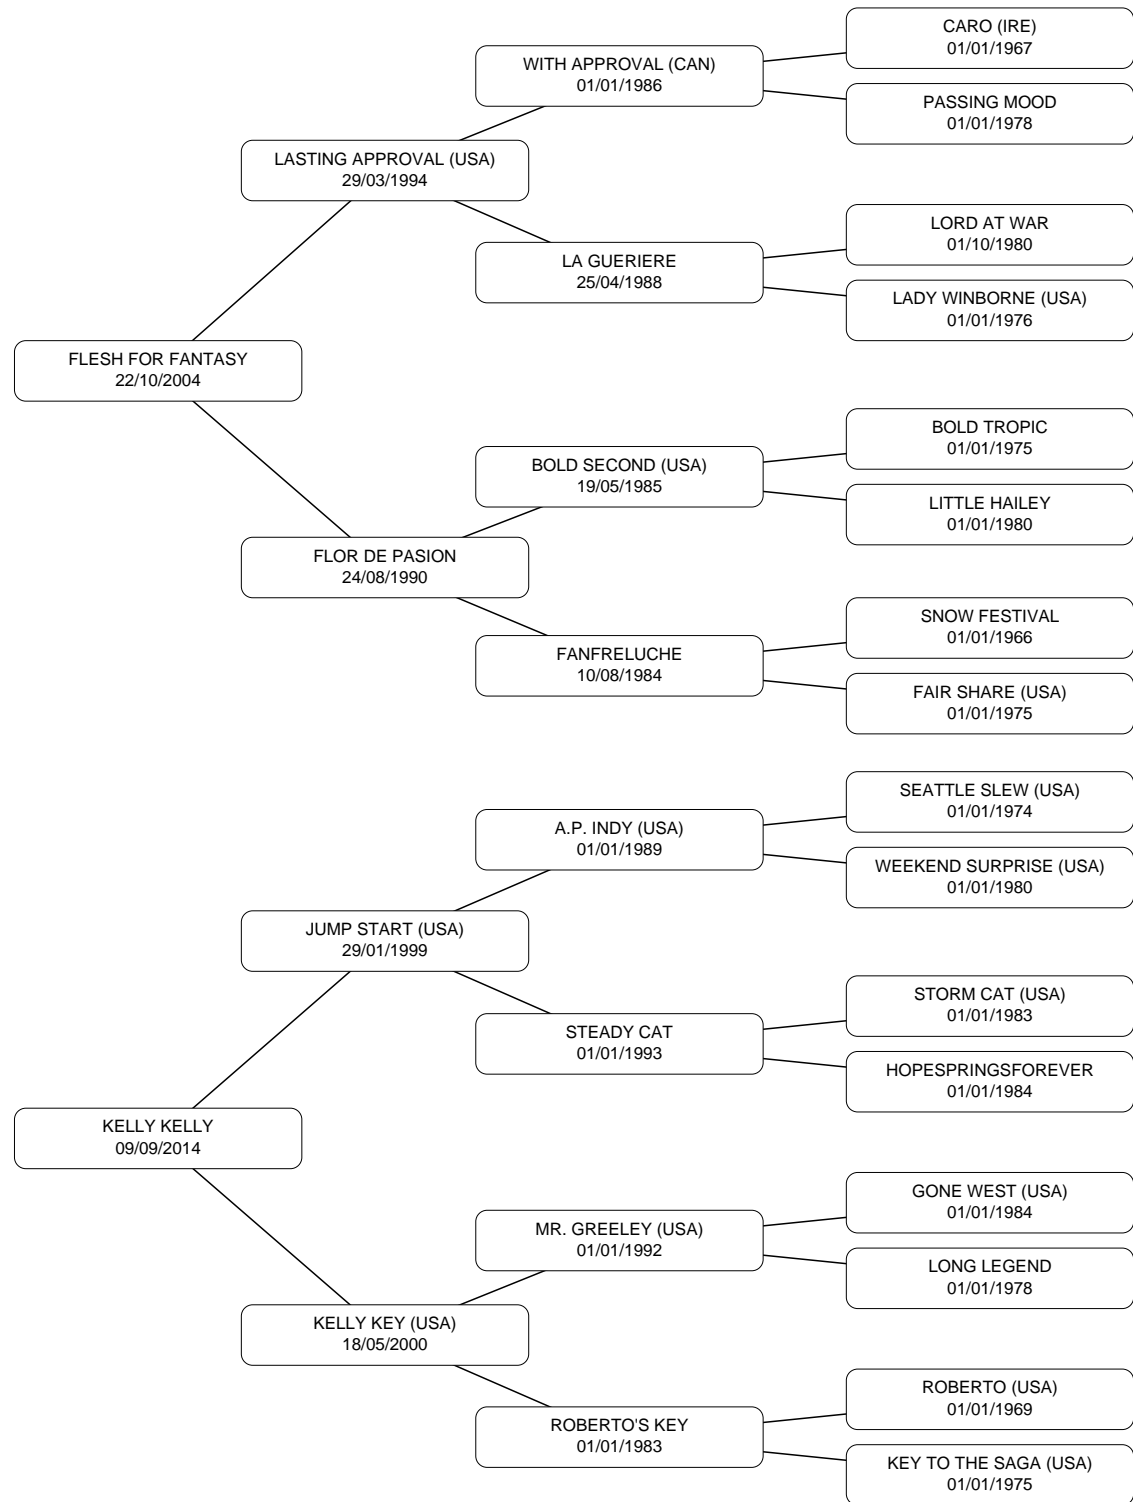 CARO (IRE)
01/01/1967
WITH APPROVAL (CAN)
01/01/1986
PASSING MOOD
01/01/1978
LASTING APPROVAL (USA)
29/03/1994
LORD AT WAR
01/10/1980
LA GUERIERE
25/04/1988
LADY WINBORNE (USA)
01/01/1976
FLESH FOR FANTASY
22/10/2004
BOLD TROPIC
01/01/1975
BOLD SECOND (USA)
19/05/1985
LITTLE HAILEY
01/01/1980
FLOR DE PASION
24/08/1990
SNOW FESTIVAL
01/01/1966
FANFRELUCHE
10/08/1984
FAIR SHARE (USA)
01/01/1975
SEATTLE SLEW (USA)
01/01/1974
A.P. INDY (USA)
01/01/1989
WEEKEND SURPRISE (USA)
01/01/1980
JUMP START (USA)
29/01/1999
STORM CAT (USA)
01/01/1983
STEADY CAT
01/01/1993
HOPESPRINGSFOREVER
01/01/1984
KELLY KELLY
09/09/2014
GONE WEST (USA)
01/01/1984
MR. GREELEY (USA)
01/01/1992
LONG LEGEND
01/01/1978
KELLY KEY (USA)
18/05/2000
ROBERTO (USA)
01/01/1969
ROBERTO'S KEY
01/01/1983
KEY TO THE SAGA (USA)
01/01/1975